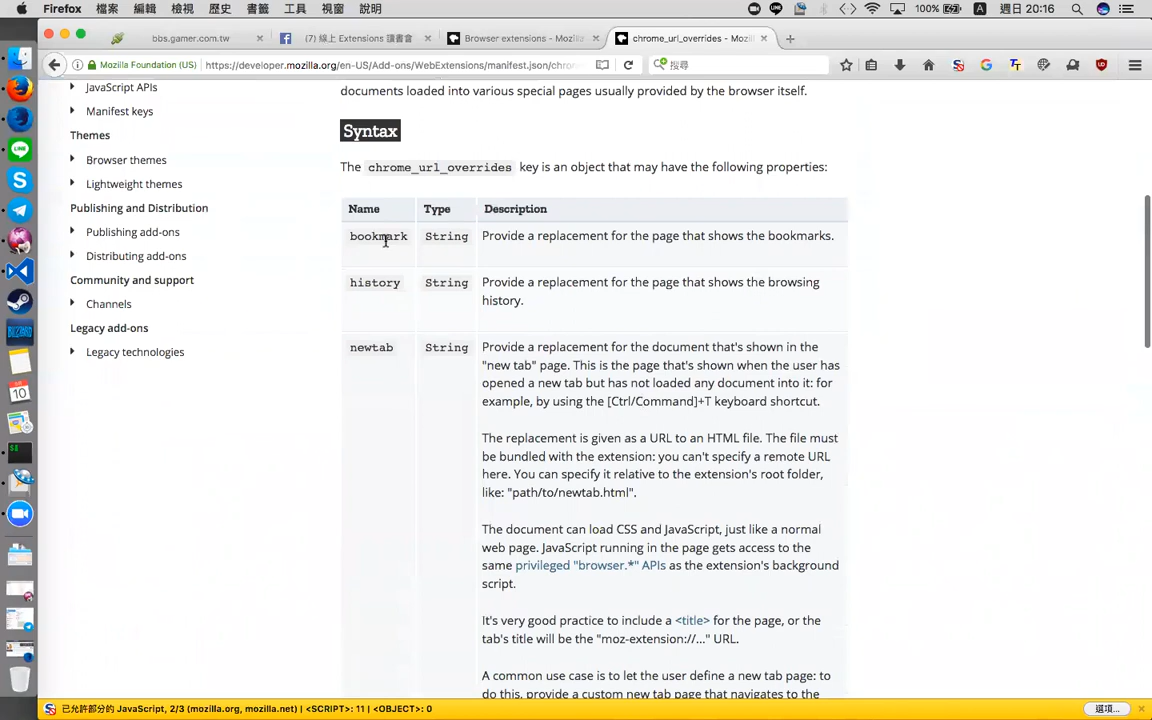 Firefox 檔案 編輯 檢視 歷史 書籤 工具 視窗 說明 100% A 週日 20:16
bbs.gamer.com.tw × (7) 線上 Extensions 讀書會 × Browser extensions - Mozill × chrome_url_overrides - Mozil ×
Mozilla Foundation (US) https://developer.mozilla.org/en-US/Add-ons/WebExtensions/manifest.json/chro 搜尋
documents loaded into various special pages usually provided by the browser itself.
JavaScript APIs
Manifest keys
Themes
Browser themes
Lightweight themes
Publishing and Distribution
Publishing add-ons
Distributing add-ons
Community and support
Channels
Legacy add-ons
Legacy technologies
Syntax
The chrome_url_overrides key is an object that may have the following properties:
Name Type Description
bookmark String Provide a replacement for the page that shows the bookmarks.
history String Provide a replacement for the page that shows the browsing
history.
newtab String Provide a replacement for the document that's shown in the
"new tab" page. This is the page that's shown when the user has
opened a new tab but has not loaded any document into it: for
example, by using the [Ctrl/Command]+T keyboard shortcut.
The replacement is given as a URL to an HTML file. The file must
be bundled with the extension: you can't specify a remote URL
here. You can specify it relative to the extension's root folder,
like: "path/to/newtab.html".
The document can load CSS and JavaScript, just like a normal
web page. JavaScript running in the page gets access to the
same privileged "browser.*" APIs as the extension's background
script.
It's very good practice to include a <title> for the page, or the
tab's title will be the "moz-extension://..." URL.
A common use case is to let the user define a new tab page: to
do this, provide a custom new tab page that navigates to the
已允許部分的 JavaScript, 2/3 (mozilla.org, mozilla.net) | <SCRIPT>: 11 | <OBJECT>: 0 選項... ×